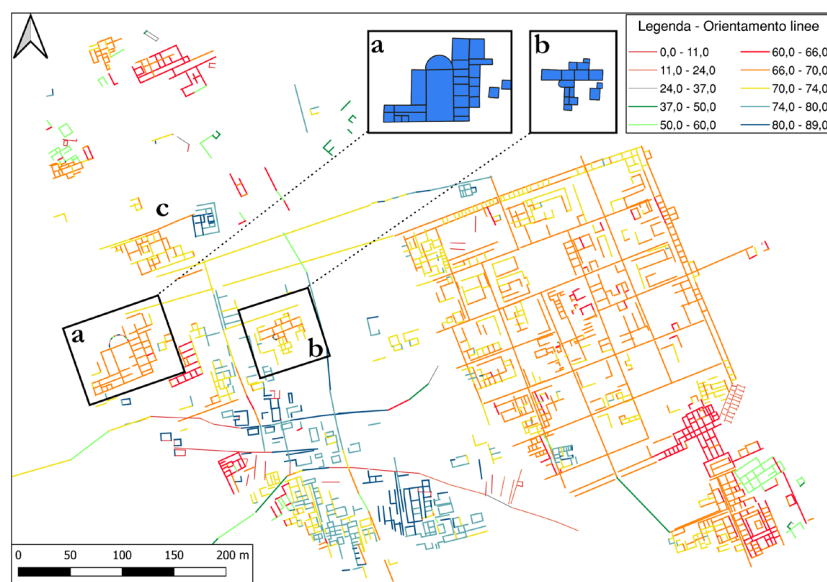 a
b
Legenda - Orientamento linee
0,0 - 11,0
11,0 - 24,0
24,0 - 37,0
37,0 - 50,0
50,0 - 60,0
60,0 - 66,0
66,0 - 70,0
70,0 - 74,0
74,0 - 80,0
80,0 - 89,0
c
a
b
0 50 100 150 200 m